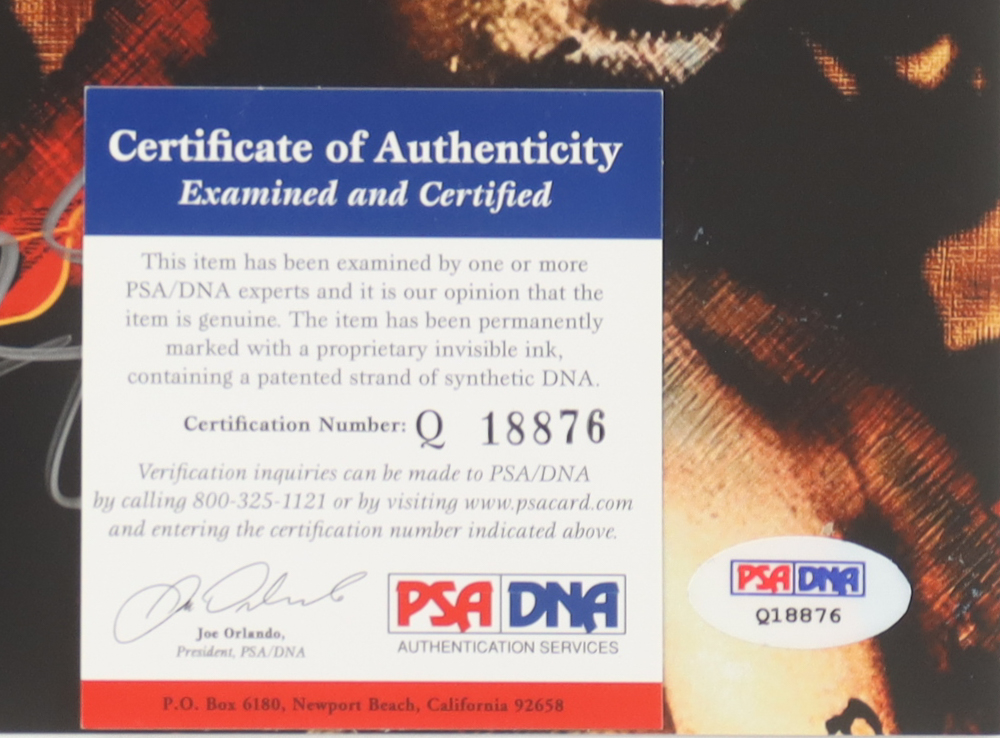 Certificate of Authenticity
Examined and Certified
This item has been examined by one or more
PSA/DNA experts and it is our opinion that the
item is genuine. The item has been permanently
marked with a proprietary invisible ink,
containing a patented strand of synthetic DNA.
Certification Number: Q 18876
Verification inquiries can be made to PSA/DNA
by calling 800-325-1121 or by visiting www.psacard.com
and entering the certification number indicated above.
Joe Orlando,
President, PSA/DNA
PSA DNA
AUTHENTICATION SERVICES
P.O. Box 6180, Newport Beach, California 92658
PSA DNA
Q18876